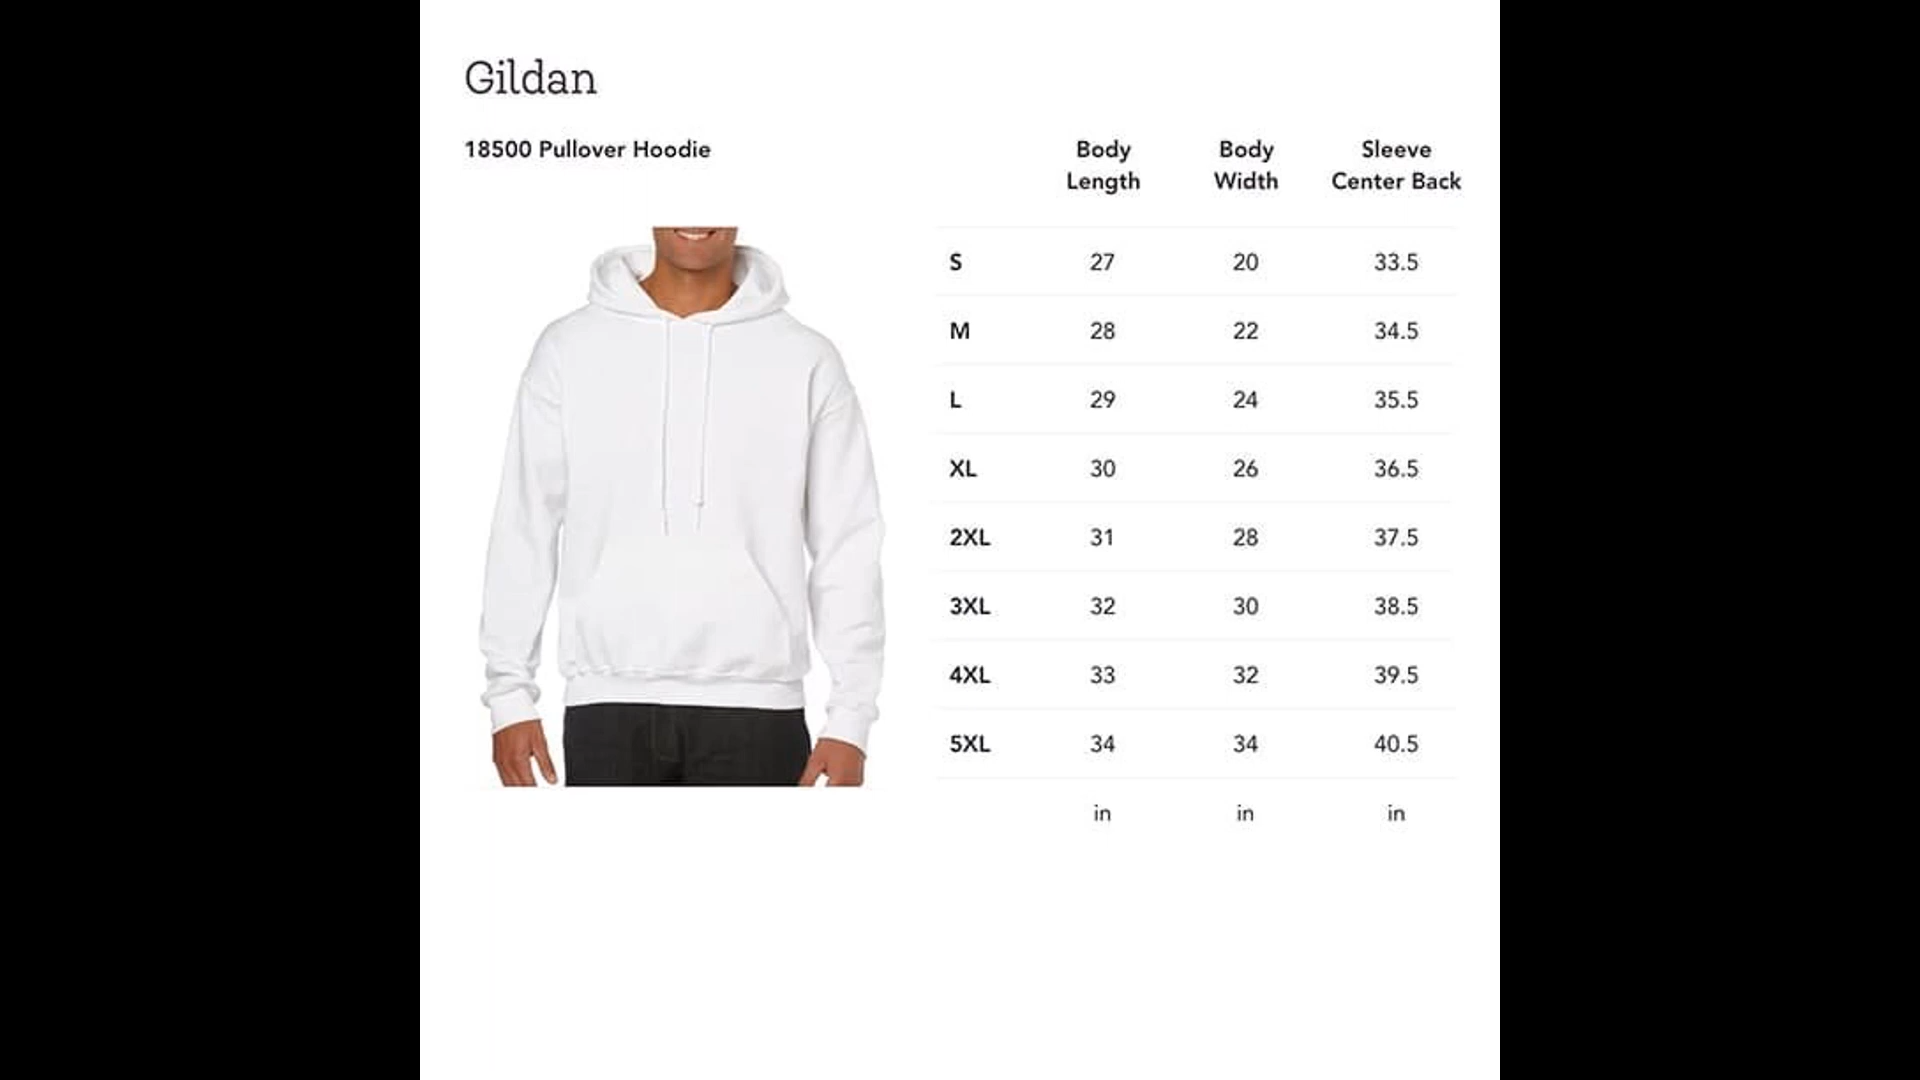 Gildan
18500 Pullover Hoodie
Body Length Body Width Sleeve Center Back
S 27 20 33.5
M 28 22 34.5
L 29 24 35.5
XL 30 26 36.5
2XL 31 28 37.5
3XL 32 30 38.5
4XL 33 32 39.5
5XL 34 34 40.5
in in in